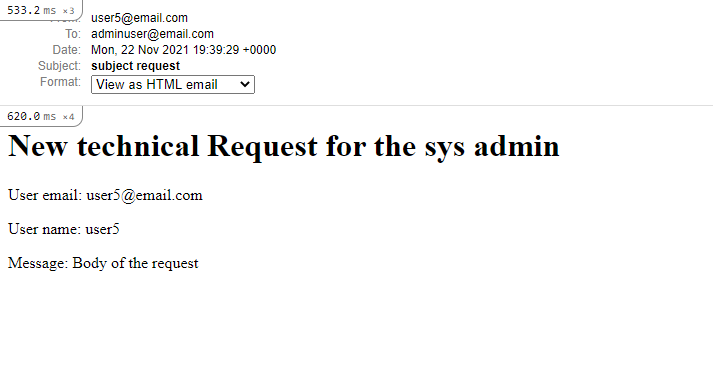 533.2 ms ×3
From: user5@email.com
To: adminuser@email.com
Date: Mon, 22 Nov 2021 19:39:29 +0000
Subject: subject request
Format: View as HTML email
620.0 ms ×4
New technical Request for the sys admin
User email: user5@email.com
User name: user5
Message: Body of the request